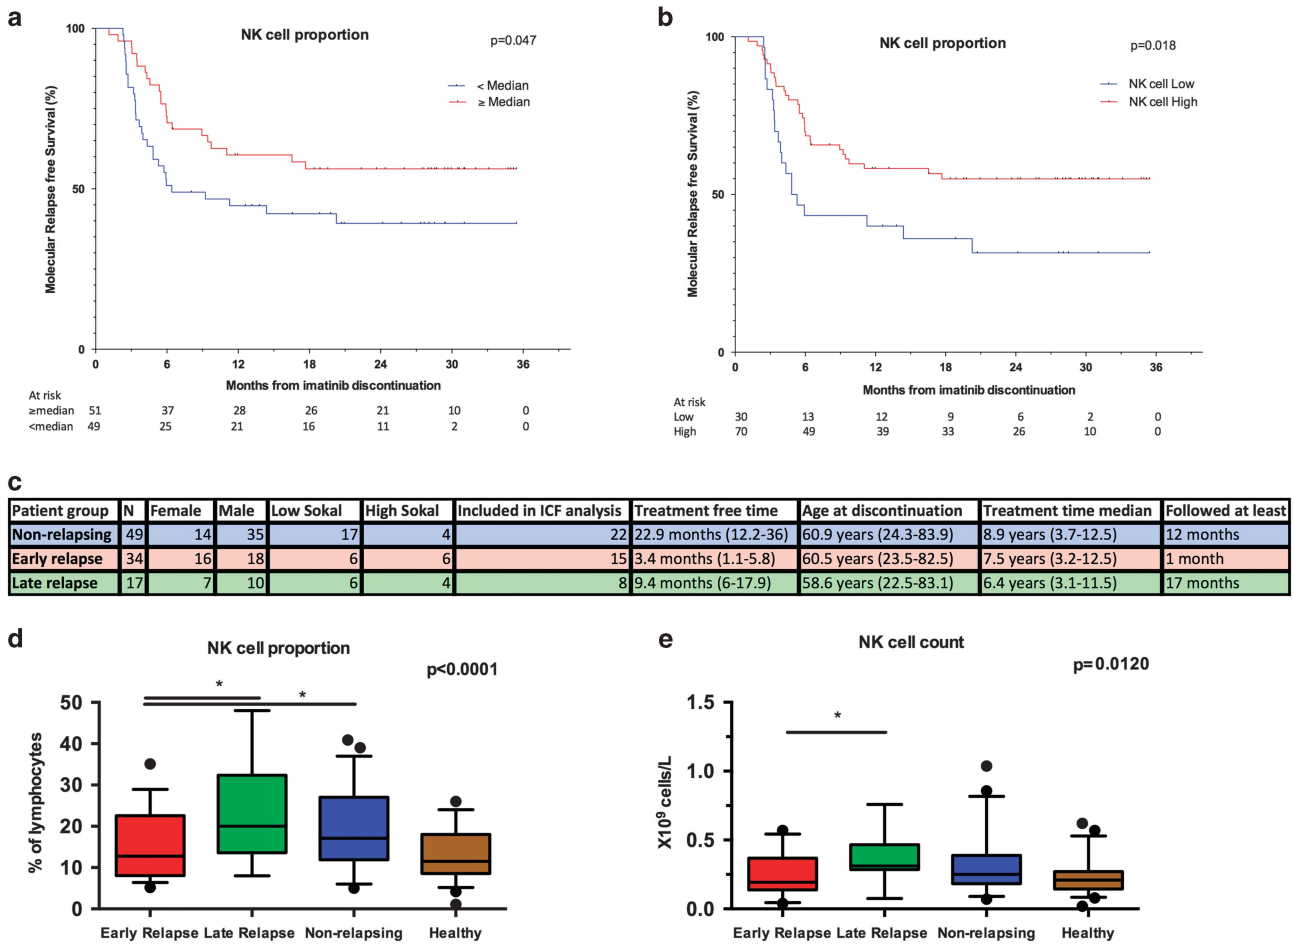 a
NK cell proportion
p=0.047
< Median
≥ Median
Molecular Relapse free Survival (%)
100
50
0
0 6 12 18 24 30 36
Months from imatinib discontinuation
At risk
≥median 51 37 28 26 21 10 0
<median 49 25 21 16 11 2 0
b
NK cell proportion
p=0.018
NK cell Low
NK cell High
Molecular Relapse free Survival (%)
100
50
0
0 6 12 18 24 30 36
Months from imatinib discontinuation
At risk
Low 30 13 12 9 6 2 0
High 70 49 39 33 26 10 0
c
Patient group N Female Male Low Sokal High Sokal Included in ICF analysis Treatment free time Age at discontinuation Treatment time median Followed at least
Non-relapsing 49 14 35 17 4 22 22.9 months (12.2-36) 60.9 years (24.3-83.9) 8.9 years (3.7-12.5) 12 months
Early relapse 34 16 18 6 6 15 3.4 months (1.1-5.8) 60.5 years (23.5-82.5) 7.5 years (3.2-12.5) 1 month
Late relapse 17 7 10 6 4 8 9.4 months (6-17.9) 58.6 years (22.5-83.1) 6.4 years (3.1-11.5) 17 months
d
NK cell proportion
p<0.0001
*
*
% of lymphocytes
50
40
30
20
10
0
Early Relapse Late Relapse Non-relapsing Healthy
e
NK cell count
p=0.0120
*
X10⁹ cells/L
1.5
1.0
0.5
0.0
Early Relapse Late Relapse Non-relapsing Healthy